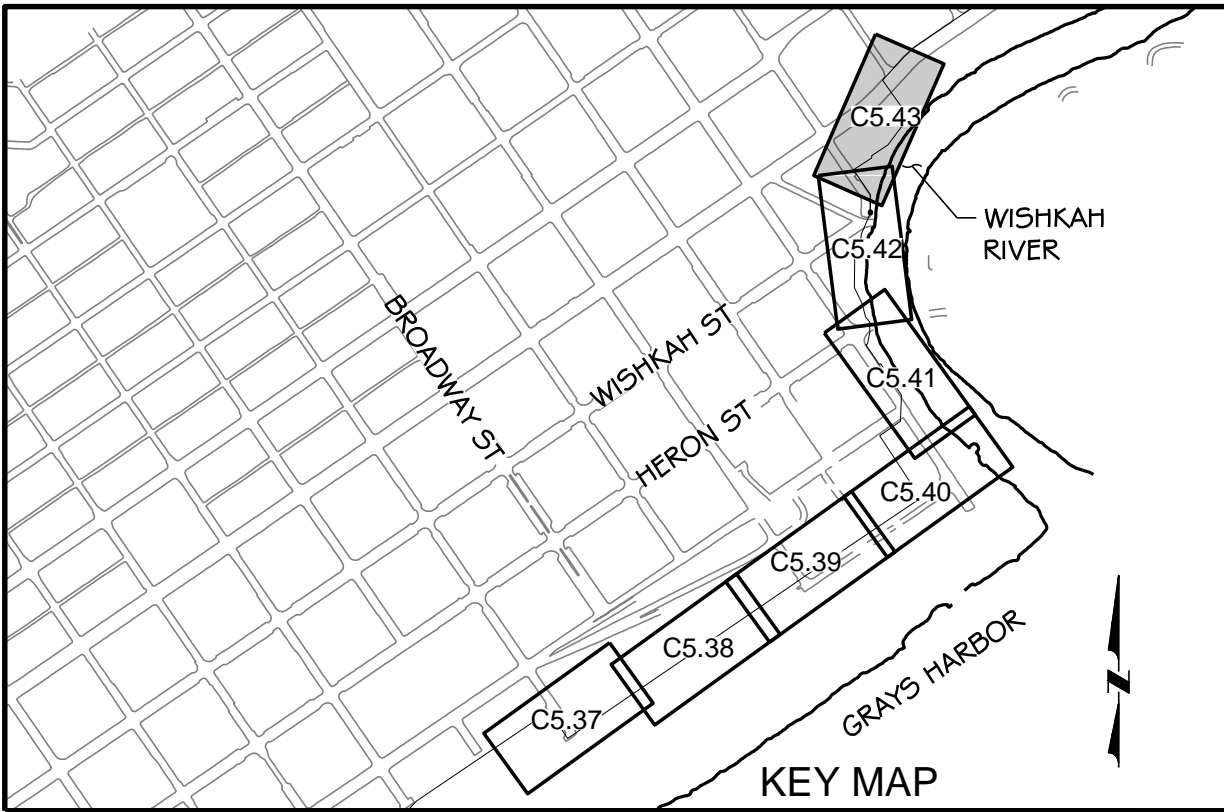 C5.43
WISHKAH
RIVER
C5.42
BROADWAY ST
WISHKAH ST
C5.41
HERON ST
C5.40
C5.39
C5.38
GRAYS HARBOR
C5.37
N
KEY MAP